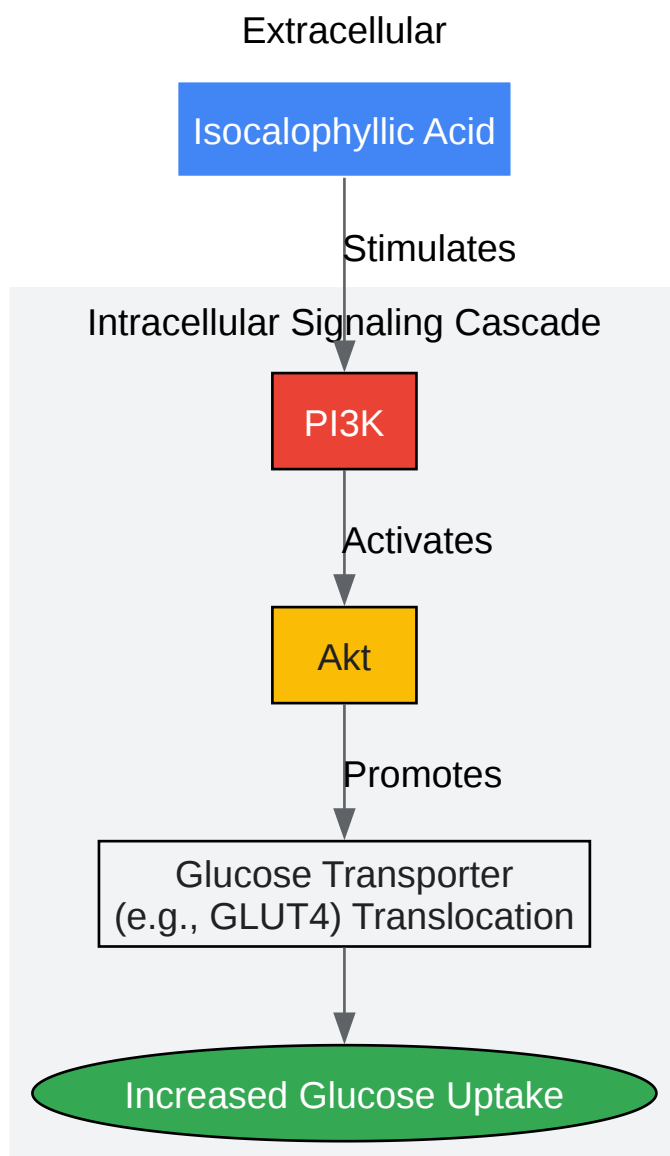 Extracellular
Isocalophyllic Acid
Stimulates
Intracellular Signaling Cascade
PI3K
Activates
Akt
Promotes
Glucose Transporter
(e.g., GLUT4) Translocation
Increased Glucose Uptake